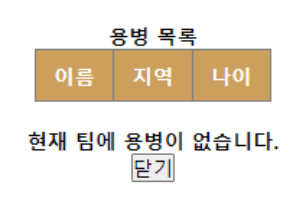 용병 목록
이름 지역 나이
현재 팀에 용병이 없습니다.
닫기